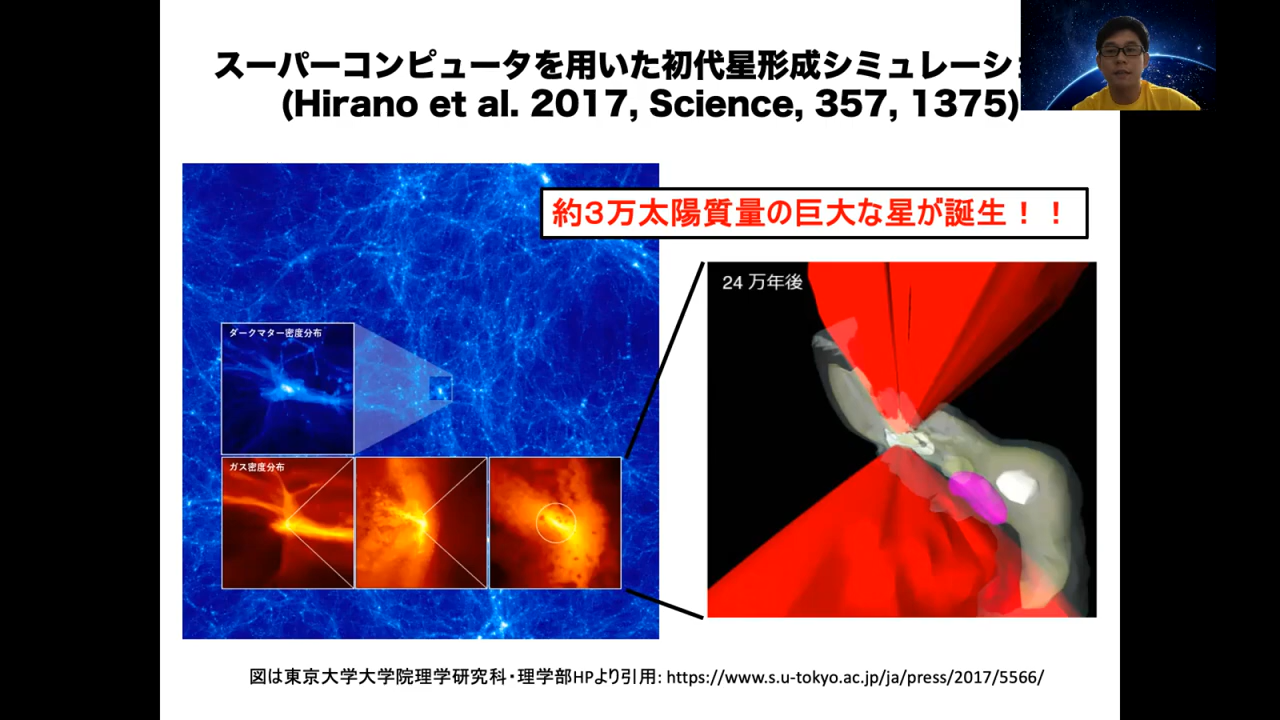 スーパーコンピュータを用いた初代星形成シミュレーショ
(Hirano et al. 2017, Science, 357, 1375)
約３万太陽質量の巨大な星が誕生！！
24 万年後
ダークマター密度分布
ガス密度分布
図は東京大学大学院理学研究科・理学部HPより引用: https://www.s.u-tokyo.ac.jp/ja/press/2017/5566/